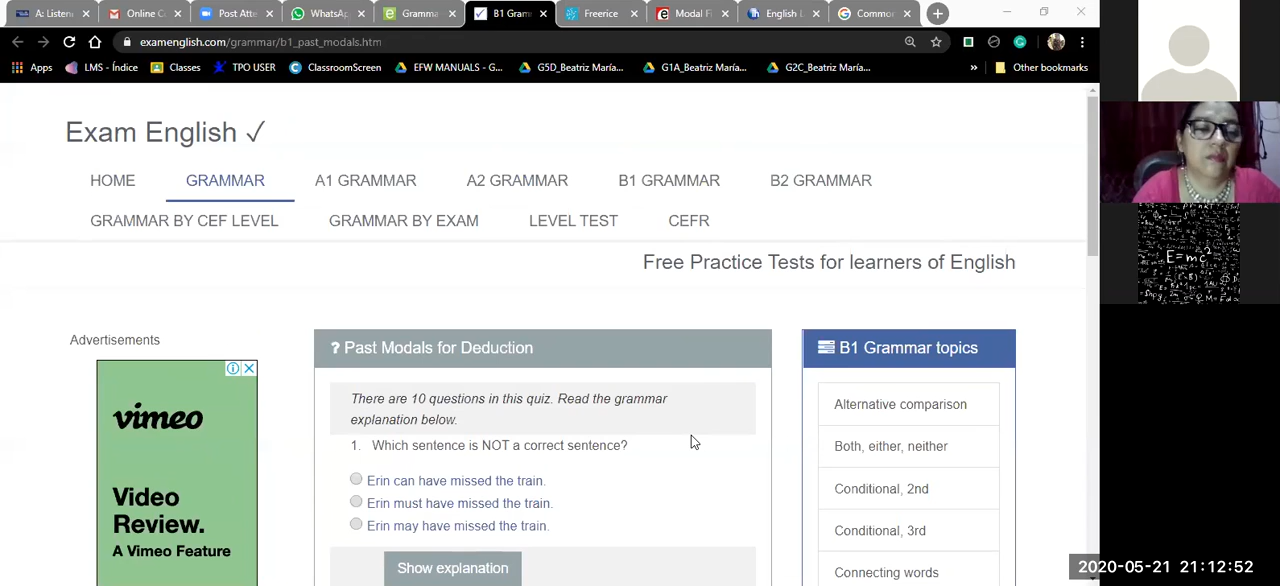 A: Listen
Online C
Post Atte
WhatsAp
Gramma
B1 Gram
Freerice
Modal F
English L
Common
examenglish.com/grammar/b1_past_modals.htm
Apps
LMS - Índice
Classes
TPO USER
ClassroomScreen
EFW MANUALS - G...
G5D_Beatriz María...
G1A_Beatriz María...
G2C_Beatriz María...
»
Other bookmarks
Exam English ✓
HOME GRAMMAR A1 GRAMMAR A2 GRAMMAR B1 GRAMMAR B2 GRAMMAR
GRAMMAR BY CEF LEVEL GRAMMAR BY EXAM LEVEL TEST CEFR
Free Practice Tests for learners of English
Advertisements
vimeo
Video
Review.
A Vimeo Feature
? Past Modals for Deduction
There are 10 questions in this quiz. Read the grammar
explanation below.
1. Which sentence is NOT a correct sentence?
Erin can have missed the train.
Erin must have missed the train.
Erin may have missed the train.
Show explanation
B1 Grammar topics
Alternative comparison
Both, either, neither
Conditional, 2nd
Conditional, 3rd
Connecting words
E=mc²
2020-05-21 21:12:52